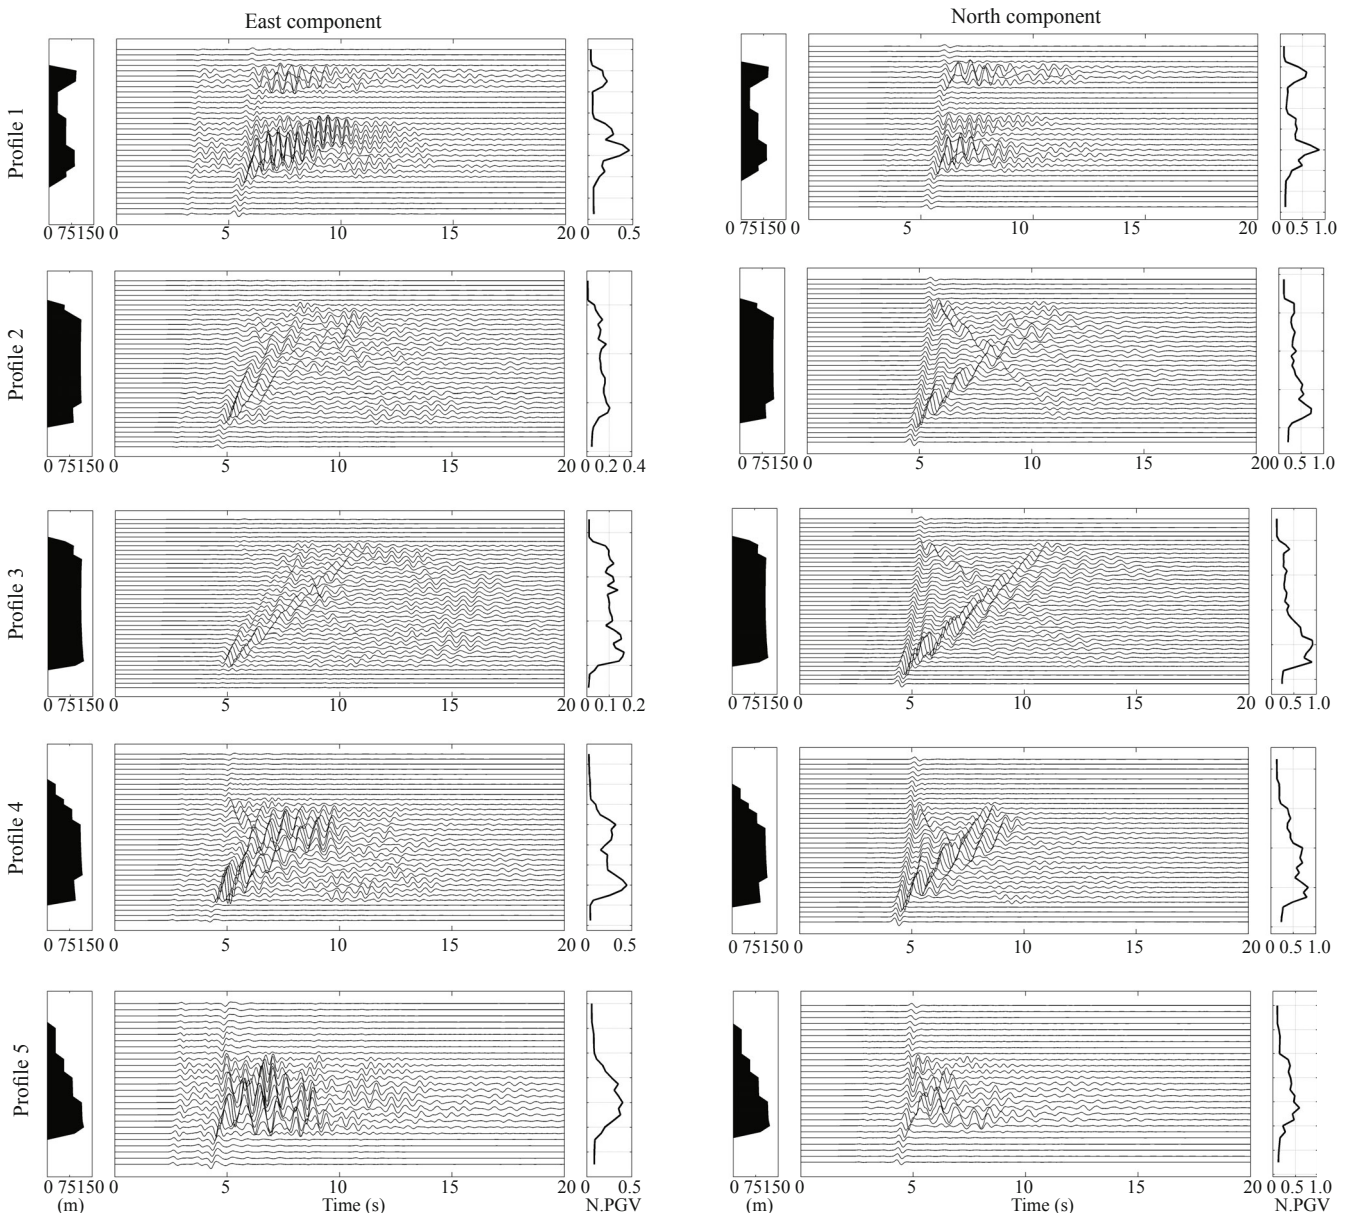 East component
North component
Profile 1
0 75150 0 5 10 15 20 0 0.5
0 75150 0 5 10 15 20 0 0.5 1.0
Profile 2
0 75150 0 5 10 15 20 0 0.2 0.4
0 75150 0 5 10 15 200 0.5 1.0
Profile 3
0 75150 0 5 10 15 20 0 0.1 0.2
0 75150 0 5 10 15 20 0 0.5 1.0
Profile 4
0 75150 0 5 10 15 20 0 0.5
0 75150 0 5 10 15 20 0 0.5 1.0
Profile 5
0 75150 0 5 10 15 20 0 0.5
0 75150 0 5 10 15 20 0 0.5 1.0
(m) Time (s) N.PGV
(m) Time (s) N.PGV